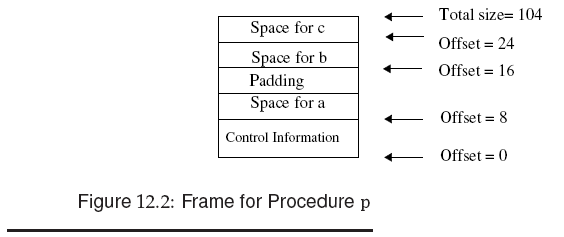 Total size= 104
Space for c
Offset = 24
Space for b
Offset = 16
Padding
Space for a
Offset = 8
Control Information
Offset = 0
Figure 12.2: Frame for Procedure p